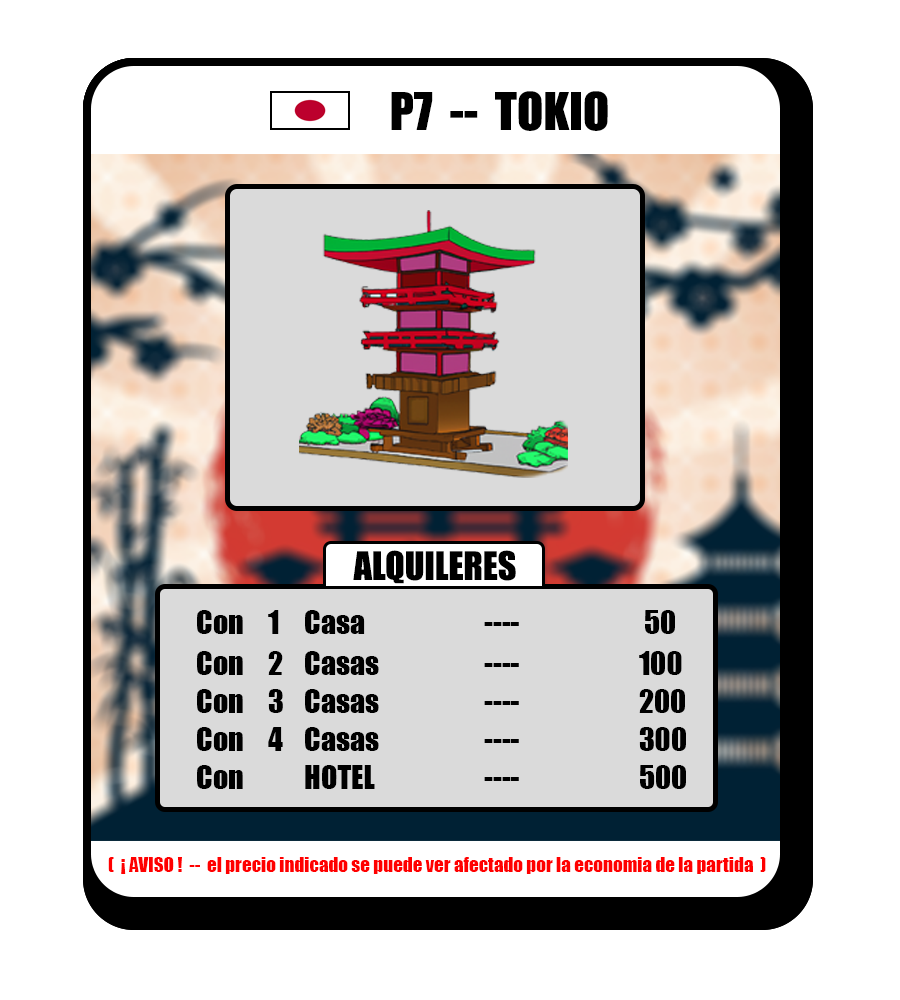 P7 -- TOKIO
ALQUILERES
Con 1 Casa ---- 50
Con 2 Casas ---- 100
Con 3 Casas ---- 200
Con 4 Casas ---- 300
Con HOTEL ---- 500
( ¡ AVISO ! -- el precio indicado se puede ver afectado por la economia de la partida )